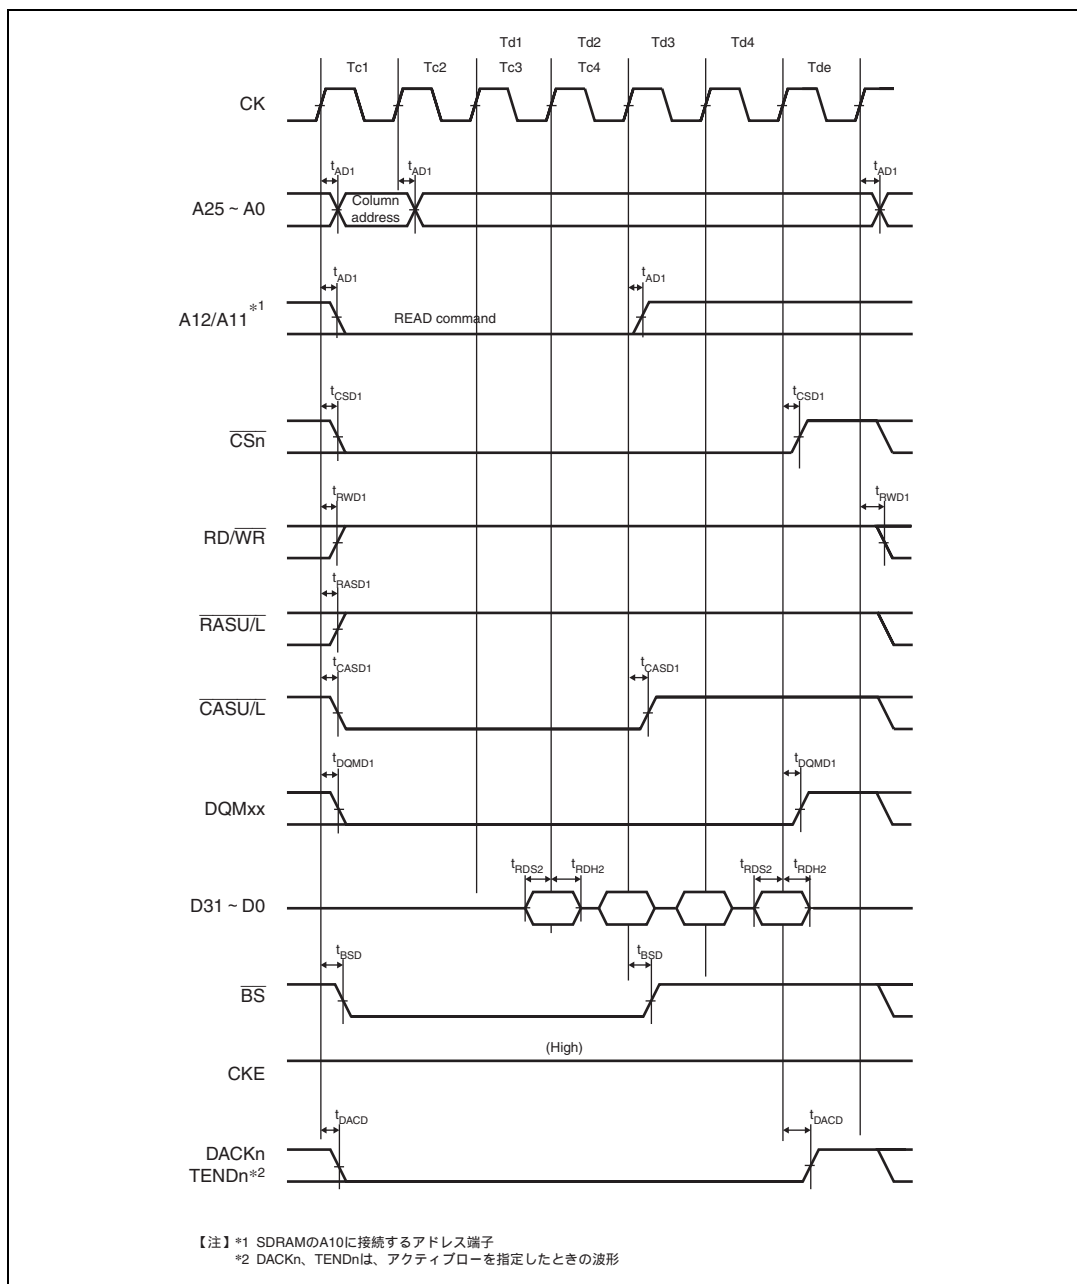 Td1 Td2 Td3 Td4
Tc1 Tc2 Tc3 Tc4 Tde
CK
tAD1 tAD1 tAD1
A25 ~ A0
Column
address
tAD1 tAD1
A12/A11*1
READ command
tCSD1 tCSD1
CSn
tRWD1 tRWD1
RD/WR
tRASD1
RASU/L
tCASD1 tCASD1
CASU/L
tDQMD1 tDQMD1
DQMxx
tRDS2 tRDH2 tRDS2 tRDH2
D31 ~ D0
tBSD tBSD
BS
(High)
CKE
tDACD tDACD
DACKn
TENDn*2
【注】*1 SDRAMのA10に接続するアドレス端子
*2 DACKn、TENDnは、アクティブローを指定したときの波形